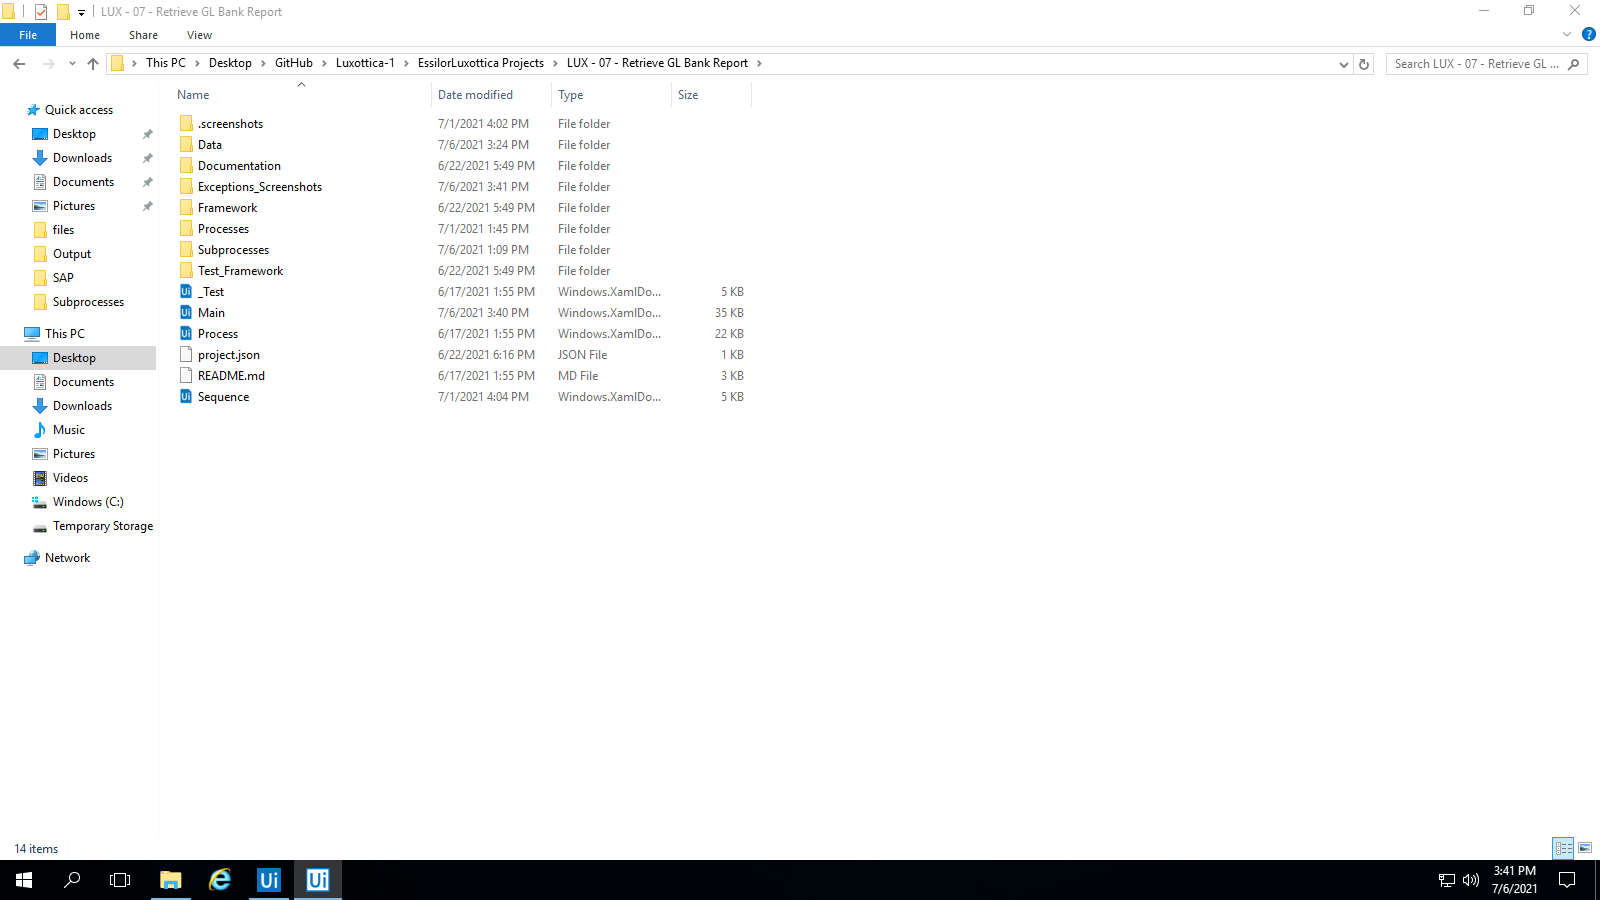 LUX - 07 - Retrieve GL Bank Report
File Home Share View
This PC Desktop GitHub Luxottica-1 EssilorLuxottica Projects LUX - 07 - Retrieve GL Bank Report
Search LUX - 07 - Retrieve GL ...
Quick access
Desktop
Downloads
Documents
Pictures
files
Output
SAP
Subprocesses
This PC
Desktop
Documents
Downloads
Music
Pictures
Videos
Windows (C:)
Temporary Storage
Network
Name Date modified Type Size
.screenshots 7/1/2021 4:02 PM File folder
Data 7/6/2021 3:24 PM File folder
Documentation 6/22/2021 5:49 PM File folder
Exceptions_Screenshots 7/6/2021 3:41 PM File folder
Framework 6/22/2021 5:49 PM File folder
Processes 7/1/2021 1:45 PM File folder
Subprocesses 7/6/2021 1:09 PM File folder
Test_Framework 6/22/2021 5:49 PM File folder
Ui _Test 6/17/2021 1:55 PM Windows.XamlDo... 5 KB
Ui Main 7/6/2021 3:40 PM Windows.XamlDo... 35 KB
Ui Process 6/17/2021 1:55 PM Windows.XamlDo... 22 KB
project.json 6/22/2021 6:16 PM JSON File 1 KB
README.md 6/17/2021 1:55 PM MD File 3 KB
Ui Sequence 7/1/2021 4:04 PM Windows.XamlDo... 5 KB
14 items
Ui Ui
3:41 PM
7/6/2021